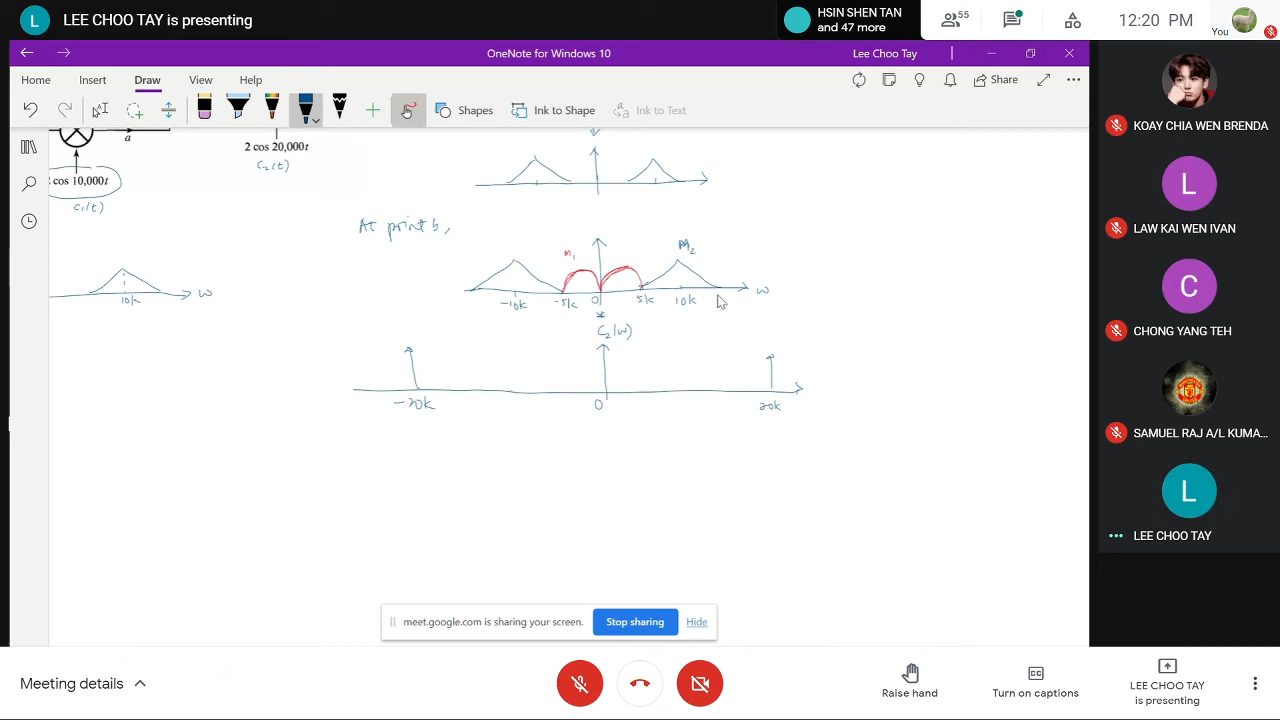 L LEE CHOO TAY is presenting
HSIN SHEN TAN
and 47 more
55
12:20 PM
You
OneNote for Windows 10
Lee Choo Tay
Home Insert Draw View Help
Share
Shapes
Ink to Shape
Ink to Text
a
2 cos 20,000t
C₂(t)
cos 10,000t
C₁(t)
At point b,
M₁
M₂
10k
w
-10k
-5k
0
5k
10k
w
*
C₂(w)
-20k
0
20k
KOAY CHIA WEN BRENDA
L
LAW KAI WEN IVAN
C
CHONG YANG TEH
SAMUEL RAJ A/L KUMA...
L
LEE CHOO TAY
meet.google.com is sharing your screen.
Stop sharing
Hide
Meeting details
Raise hand
Turn on captions
LEE CHOO TAY
is presenting